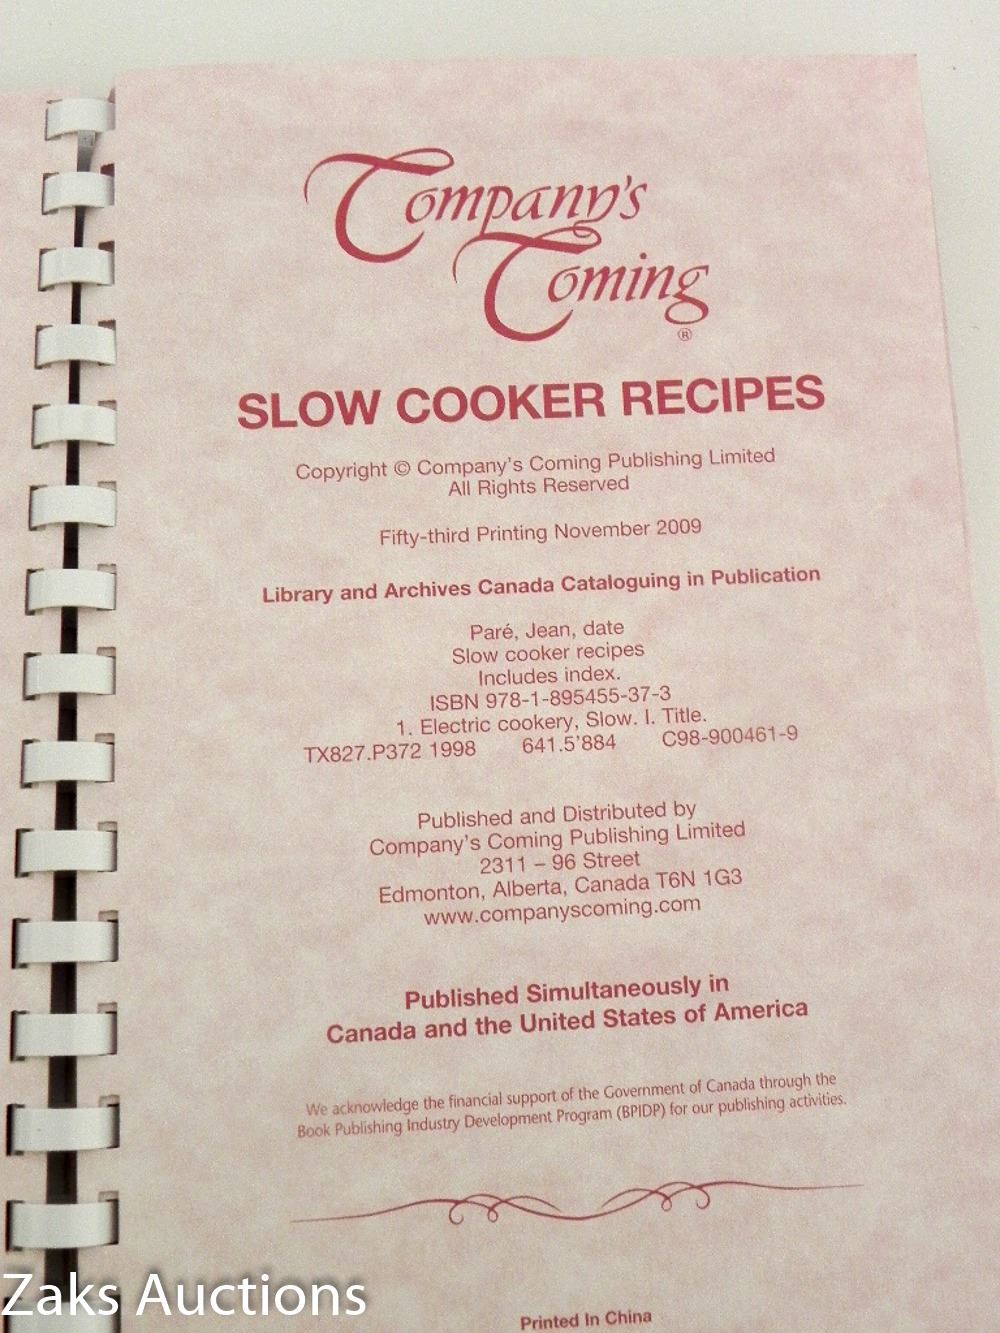 Company's
Coming
®
SLOW COOKER RECIPES
Copyright © Company's Coming Publishing Limited
All Rights Reserved
Fifty-third Printing November 2009
Library and Archives Canada Cataloguing in Publication
Paré, Jean, date
Slow cooker recipes
Includes index.
ISBN 978-1-895455-37-3
1. Electric cookery, Slow. I. Title.
TX827.P372 1998 641.5'884 C98-900461-9
Published and Distributed by
Company's Coming Publishing Limited
2311 – 96 Street
Edmonton, Alberta, Canada T6N 1G3
www.companyscoming.com
Published Simultaneously in
Canada and the United States of America
We acknowledge the financial support of the Government of Canada through the
Book Publishing Industry Development Program (BPIDP) for our publishing activities.
Printed In China
Zaks Auctions